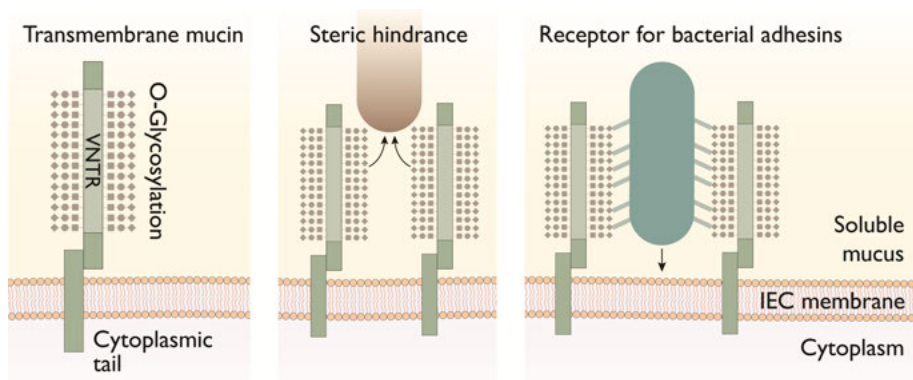 Transmembrane mucin
VNTR
O-Glycosylation
Cytoplasmic
tail
Steric hindrance
Receptor for bacterial adhesins
Soluble
mucus
IEC membrane
Cytoplasm